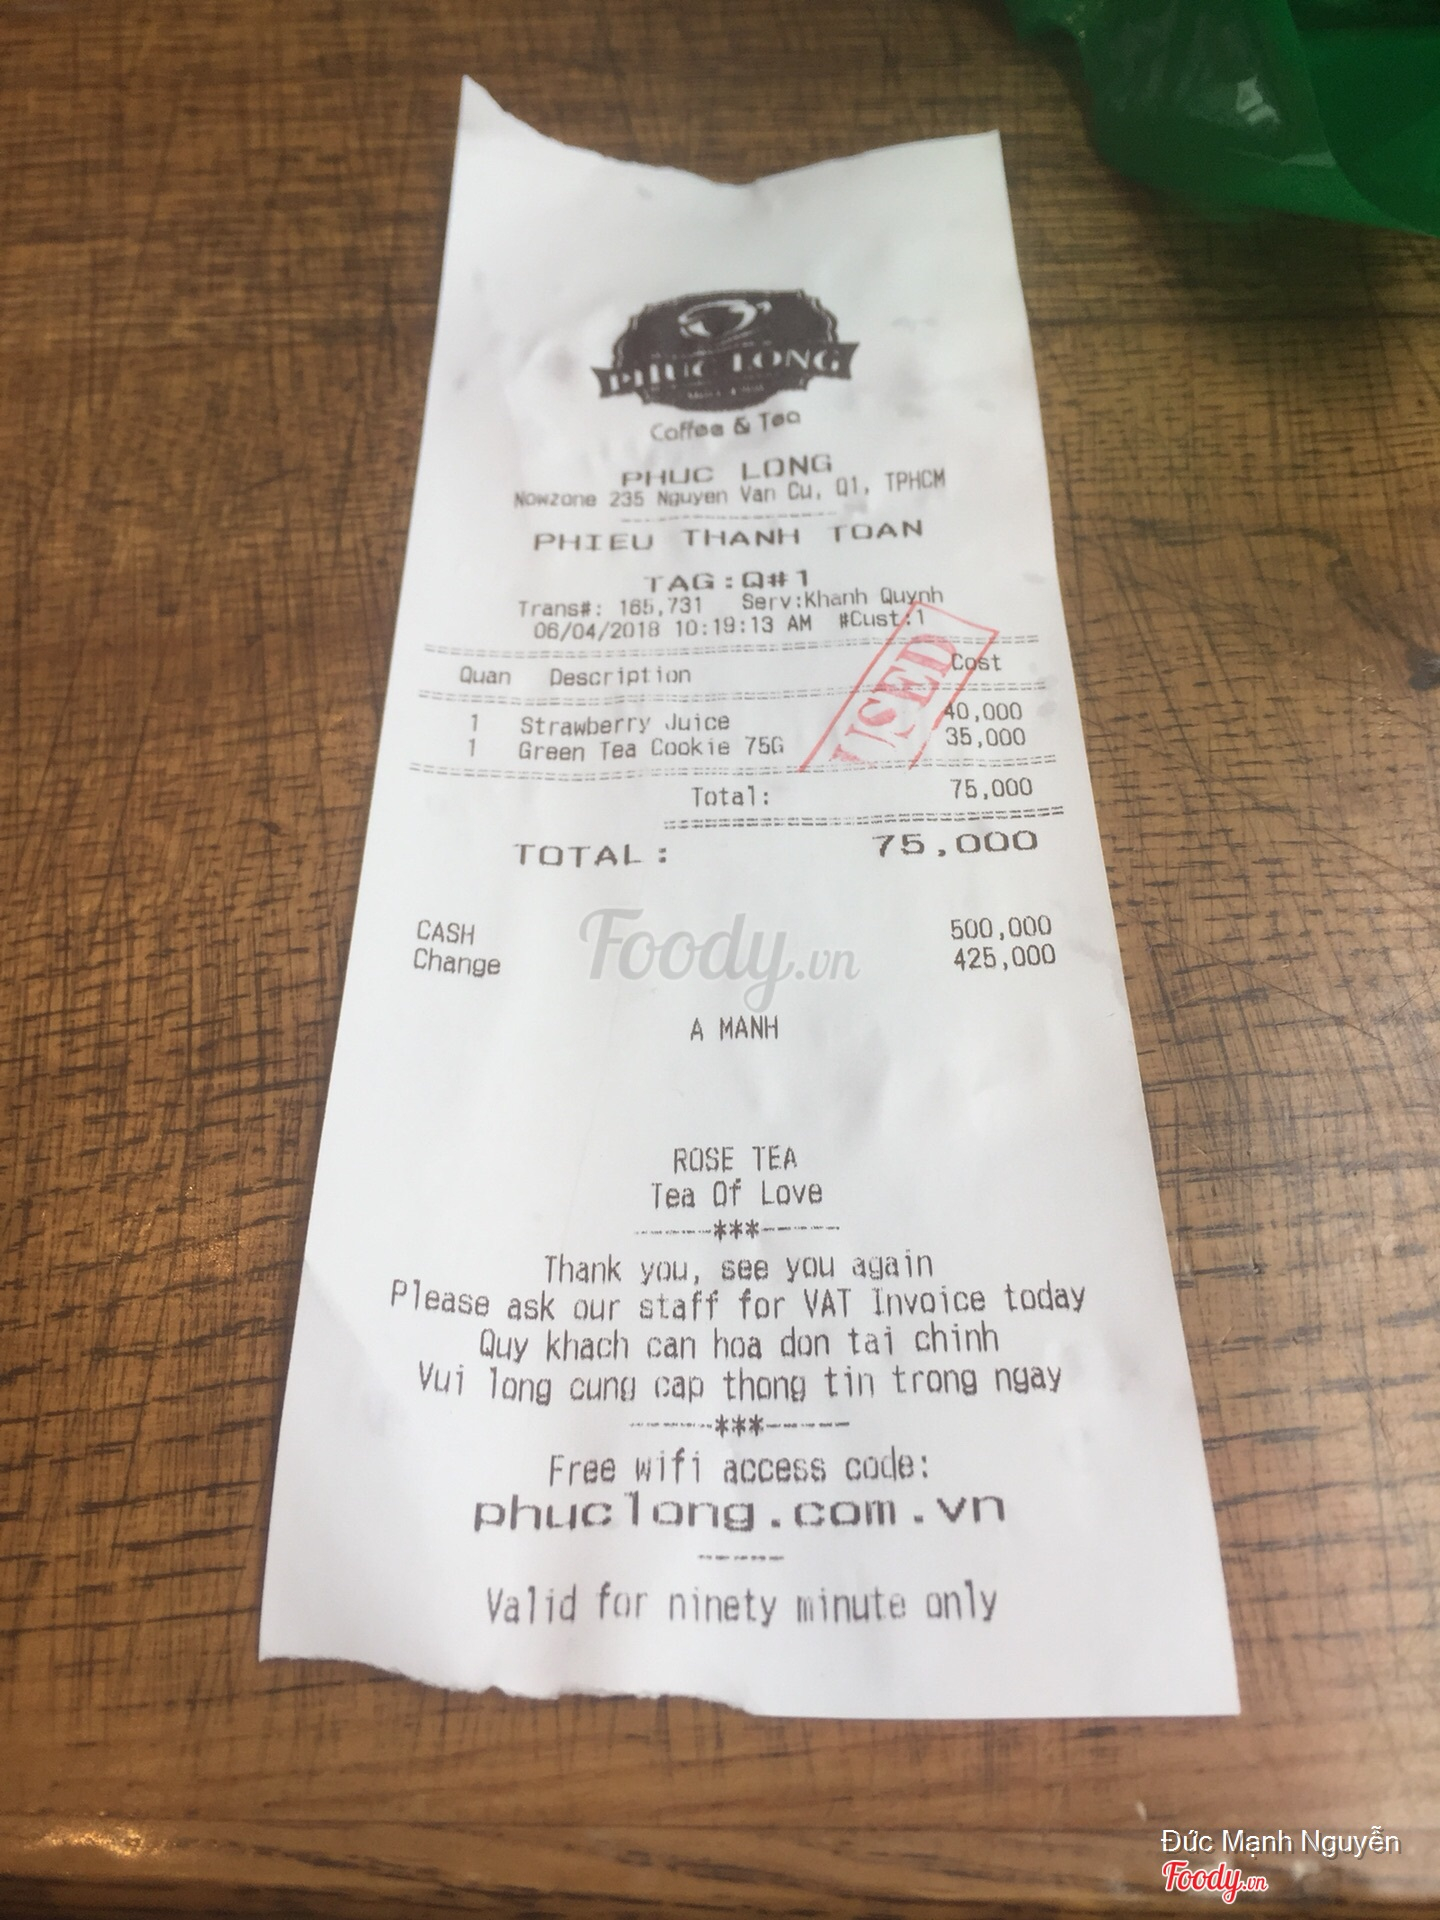 PHUC LONG
Coffee & Tea
PHUC LONG
Nowzone 235 Nguyen Van Cu, Q1, TPHCM
PHIEU THANH TOAN
TAG:Q#1
Trans#: 165,731 Serv:Khanh Quynh
06/04/2018 10:19:13 AM #Cust:1
USED
Quan Description Cost
1 Strawberry Juice 40,000
1 Green Tea Cookie 75G 35,000
Total: 75,000
TOTAL: 75,000
CASH 500,000
Change 425,000
Foody.vn
A MANH
ROSE TEA
Tea Of Love
------***------
Thank you, see you again
Please ask our staff for VAT Invoice today
Quy khach can hoa don tai chinh
Vui long cung cap thong tin trong ngay
------***------
Free wifi access code:
phuclong.com.vn
------
Valid for ninety minute only
Đức Mạnh Nguyễn
Foody.vn